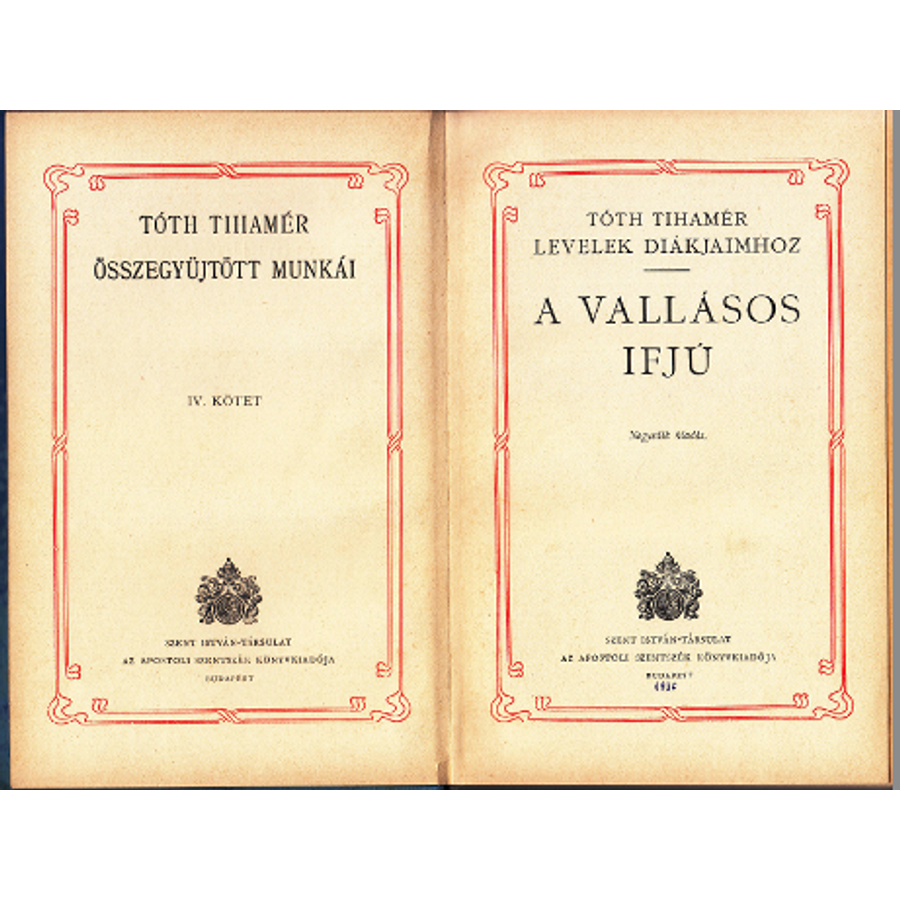 TÓTH TIHAMÉR
ÖSSZEGYÜJTÖTT MUNKÁI
IV. KÖTET
SZENT ISTVÁN-TÁRSULAT
AZ APOSTOLI SZENTSZÉK KÖNYVKIADÓJA
BUDAPEST
TÓTH TIHAMÉR
LEVELEK DIÁKJAIMHOZ
A VALLÁSOS
IFJÚ
Negyedik kiadás.
SZENT ISTVÁN-TÁRSULAT
AZ APOSTOLI SZENTSZÉK KÖNYVKIADÓJA
BUDAPEST